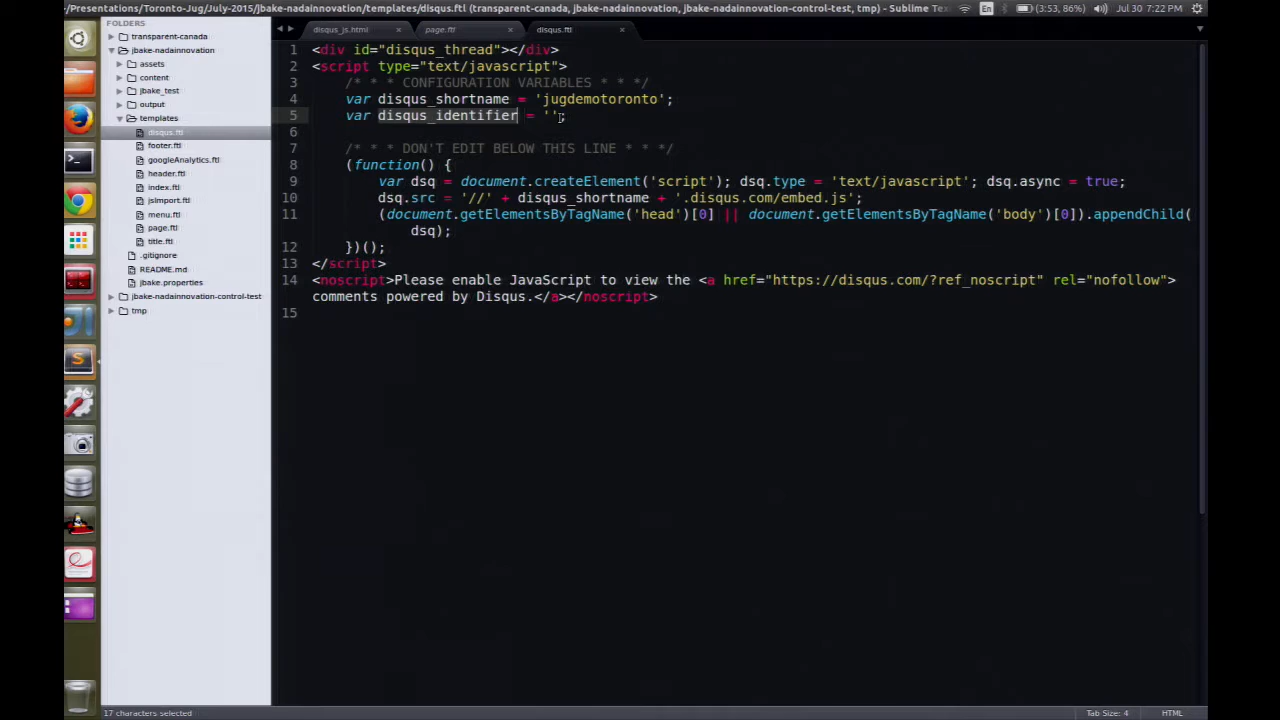 -/Presentations/Toronto-Jug/July-2015/jbake-nadainnovation/templates/disqus.ftl (transparent-canada, jbake-nadainnovation, jbake-nadainnovation-control-test, tmp) - Sublime Tex
En
(3:53, 86%)
Jul 30 7:22 PM
FOLDERS
transparent-canada
jbake-nadainnovation
assets
content
jbake_test
output
templates
disqus.ftl
footer.ftl
googleAnalytics.ftl
header.ftl
index.ftl
jsImport.ftl
menu.ftl
page.ftl
title.ftl
.gitignore
README.md
jbake.properties
jbake-nadainnovation-control-test
tmp
disqus_js.html × page.ftl × disqus.ftl ×
1 <div id="disqus_thread"></div>
2 <script type="text/javascript">
3 /* * * CONFIGURATION VARIABLES * * */
4 var disqus_shortname = 'jugdemotoronto';
5 var disqus_identifier = '';
6
7 /* * * DON'T EDIT BELOW THIS LINE * * */
8 (function() {
9 var dsq = document.createElement('script'); dsq.type = 'text/javascript'; dsq.async = true;
10 dsq.src = '//' + disqus_shortname + '.disqus.com/embed.js';
11 (document.getElementsByTagName('head')[0] || document.getElementsByTagName('body')[0]).appendChild(
dsq);
12 })();
13 </script>
14 <noscript>Please enable JavaScript to view the <a href="https://disqus.com/?ref_noscript" rel="nofollow">
comments powered by Disqus.</a></noscript>
15
17 characters selected
Tab Size: 4
HTML